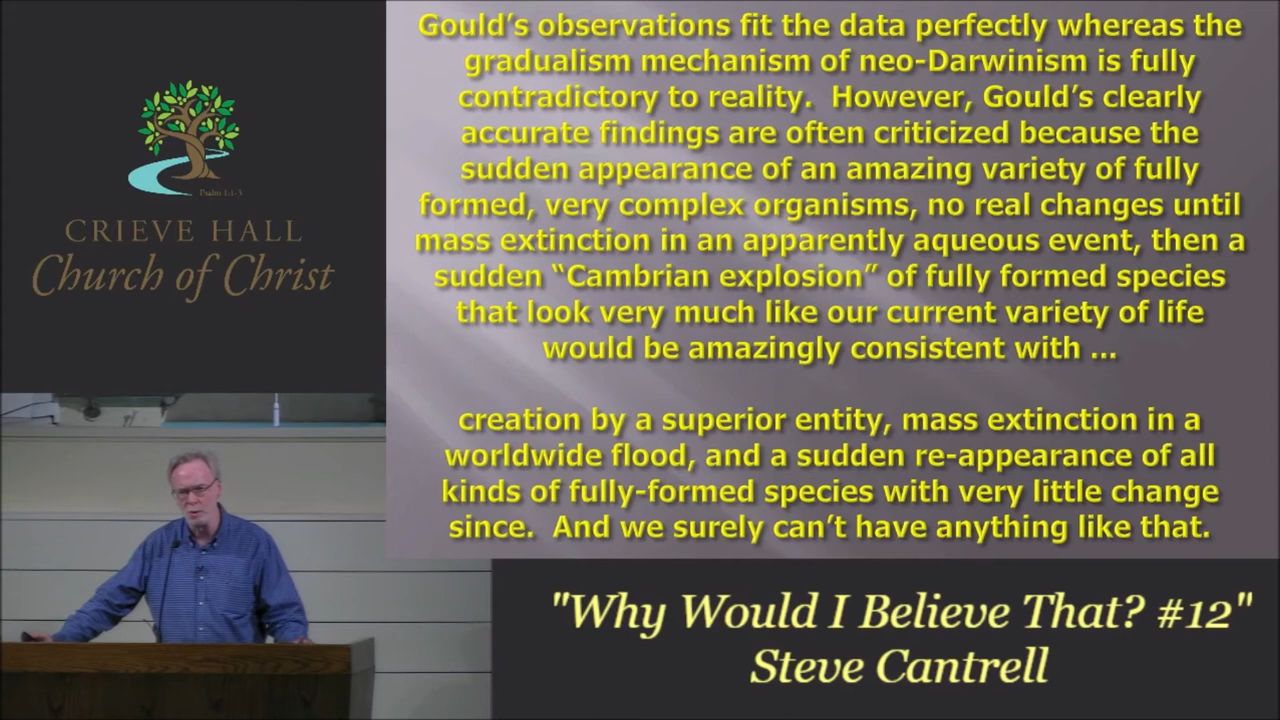 Psalm 1:1-3
CRIEVE HALL
Church of Christ
Gould's observations fit the data perfectly whereas the
gradualism mechanism of neo-Darwinism is fully
contradictory to reality.  However, Gould's clearly
accurate findings are often criticized because the
sudden appearance of an amazing variety of fully
formed, very complex organisms, no real changes until
mass extinction in an apparently aqueous event, then a
sudden “Cambrian explosion” of fully formed species
that look very much like our current variety of life
would be amazingly consistent with ...
creation by a superior entity, mass extinction in a
worldwide flood, and a sudden re-appearance of all
kinds of fully-formed species with very little change
since.  And we surely can't have anything like that.
"Why Would I Believe That? #12"
Steve Cantrell